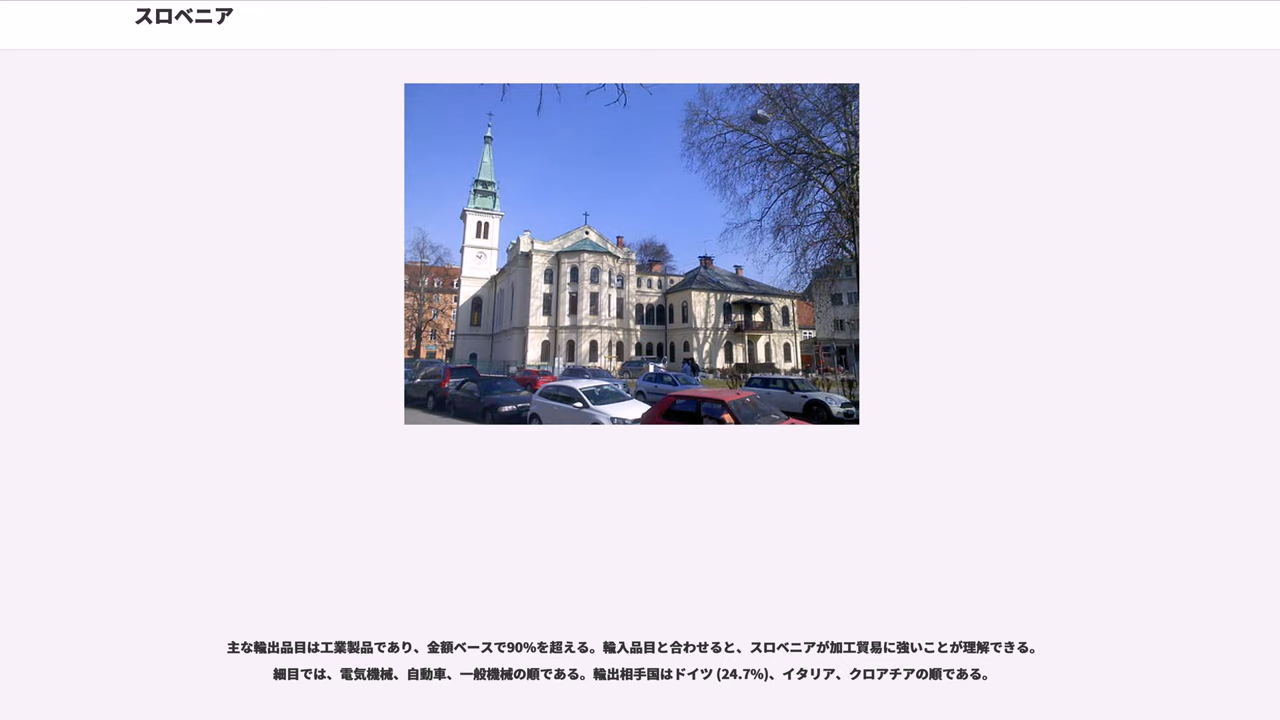 スロベニア
主な輸出品目は工業製品であり、金額ベースで90%を超える。輸入品目と合わせると、スロベニアが加工貿易に強いことが理解できる。
細目では、電気機械、自動車、一般機械の順である。輸出相手国はドイツ (24.7%)、イタリア、クロアチアの順である。